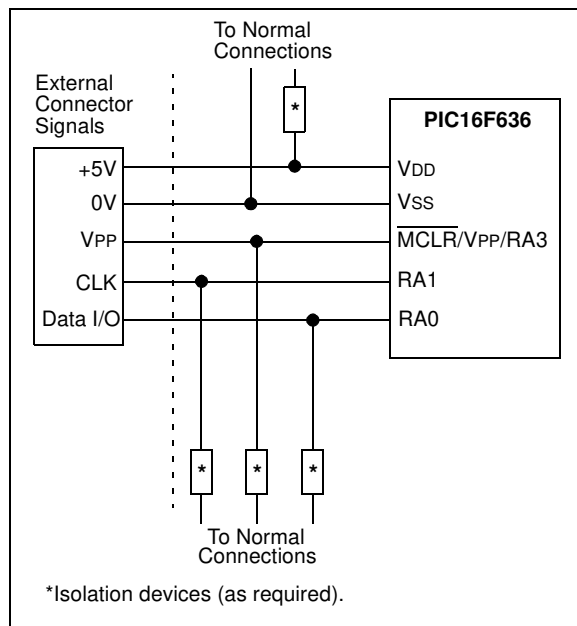 To Normal
Connections
External
Connector
Signals
*
PIC16F636
+5V
VDD
0V
VSS
VPP
MCLR/VPP/RA3
CLK
RA1
Data I/O
RA0
* * *
To Normal
Connections
*Isolation devices (as required).